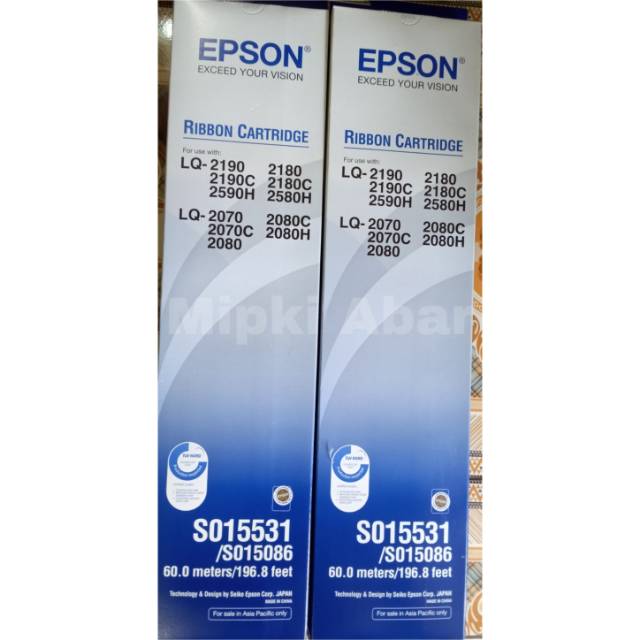 EPSON®
EXCEED YOUR VISION
RIBBON CARTRIDGE
For use with:
LQ- 2190 2180
2190C 2180C
2590H 2580H
LQ- 2070 2080C
2070C 2080H
2080
S015531
/S015086
60.0 meters/196.8 feet
Technology & Design by Seiko Epson Corp. JAPAN
MADE IN CHINA
For sale in Asia Pacific only
EPSON®
EXCEED YOUR VISION
RIBBON CARTRIDGE
For use with:
LQ- 2190 2180
2190C 2180C
2590H 2580H
LQ- 2070 2080C
2070C 2080H
2080
S015531
/S015086
60.0 meters/196.8 feet
Technology & Design by Seiko Epson Corp. JAPAN
MADE IN CHINA
For sale in Asia Pacific only
Mipki Abar